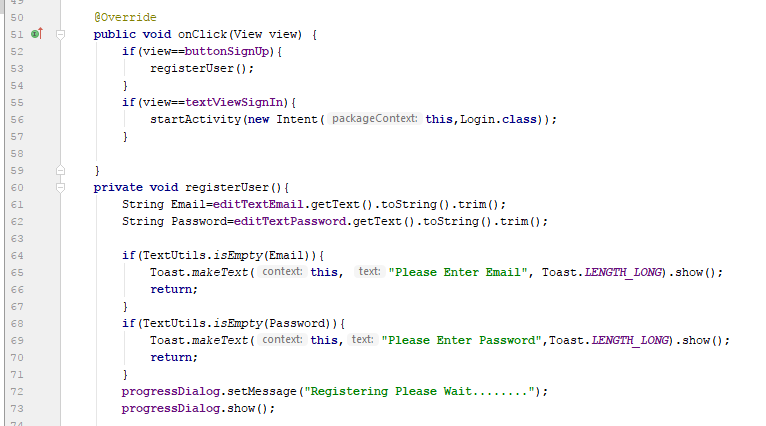 49
50 @Override
51 public void onClick(View view) {
52 if(view==buttonSignUp){
53 registerUser();
54 }
55 if(view==textViewSignIn){
56 startActivity(new Intent( packageContext: this,Login.class));
57 }
58
59 }
60 private void registerUser(){
61 String Email=editTextEmail.getText().toString().trim();
62 String Password=editTextPassword.getText().toString().trim();
63
64 if(TextUtils.isEmpty(Email)){
65 Toast.makeText( context: this, text: "Please Enter Email", Toast.LENGTH_LONG).show();
66 return;
67 }
68 if(TextUtils.isEmpty(Password)){
69 Toast.makeText( context: this, text: "Please Enter Password",Toast.LENGTH_LONG).show();
70 return;
71 }
72 progressDialog.setMessage("Registering Please Wait........");
73 progressDialog.show();
74